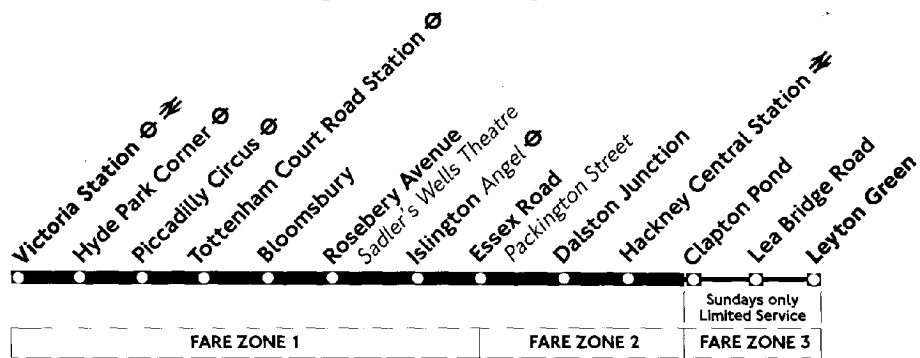 Victoria Station
Hyde Park Corner
Piccadilly Circus
Tottenham Court Road Station
Bloomsbury
Rosebery Avenue
Sadler's Wells Theatre
Islington Angel
Essex Road
Packington Street
Dalston Junction
Hackney Central Station
Clapton Pond
Lea Bridge Road
Leyton Green
Sundays only
Limited Service
FARE ZONE 1
FARE ZONE 2
FARE ZONE 3